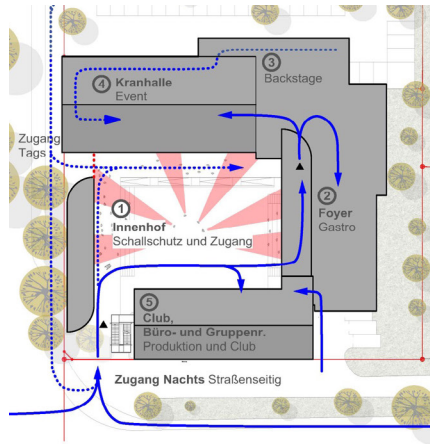 3
Backstage
4 Kranhalle
Event
Zugang
Tags
1
Innenhof
Schallschutz und Zugang
2
Foyer
Gastro
5
Club,
Büro- und Gruppenr.
Produktion und Club
Zugang Nachts Straßenseitig